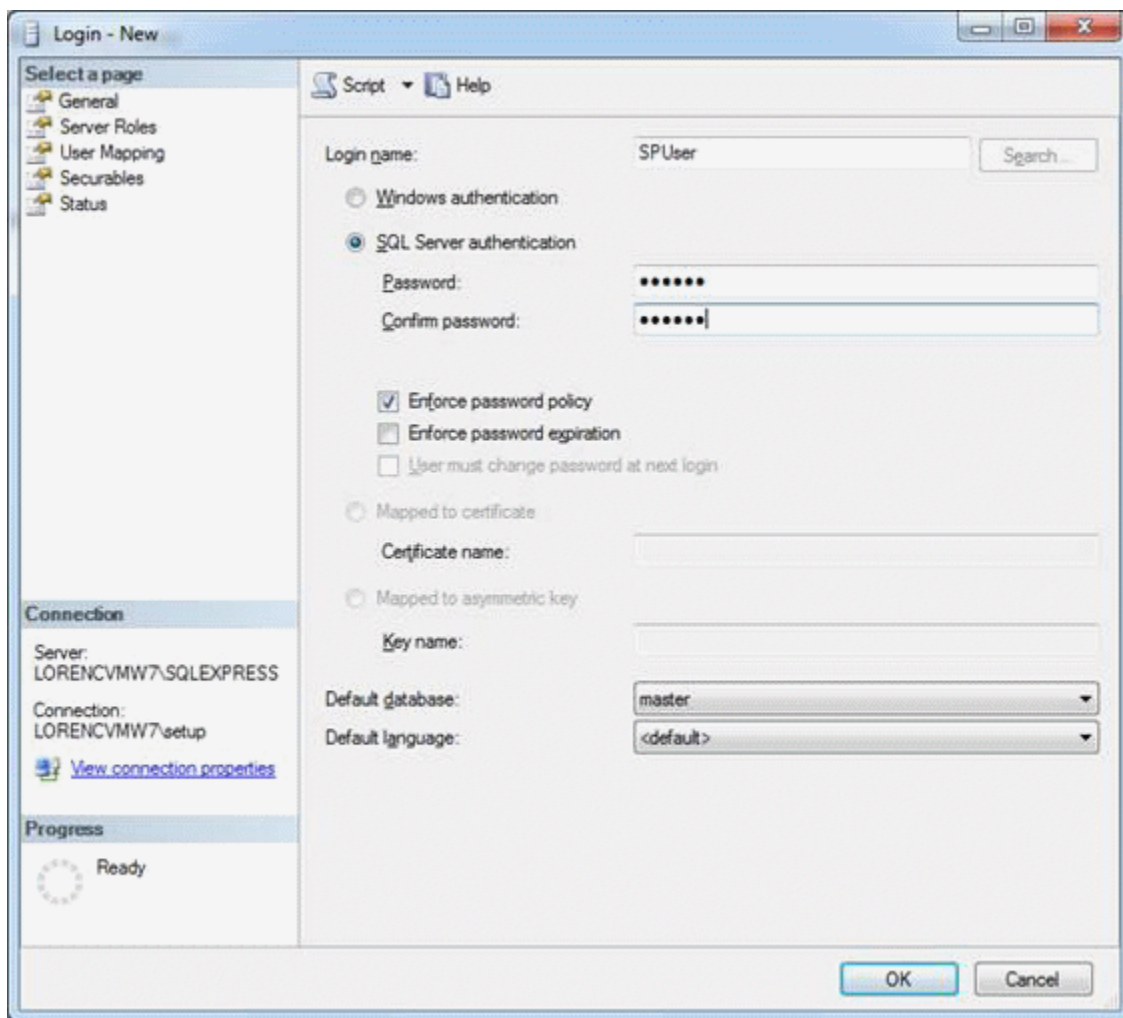 Login - New
Select a page
General
Server Roles
User Mapping
Securables
Status
Script Help
Login name: SPUser Search...
Windows authentication
SQL Server authentication
Password: ••••••
Confirm password: ••••••
Enforce password policy
Enforce password expiration
User must change password at next login
Mapped to certificate
Certificate name:
Mapped to asymmetric key
Key name:
Default database: master
Default language: <default>
Connection
Server:
LORENCVMW7\SQLEXPRESS
Connection:
LORENCVMW7\setup
View connection properties
Progress
Ready
OK Cancel